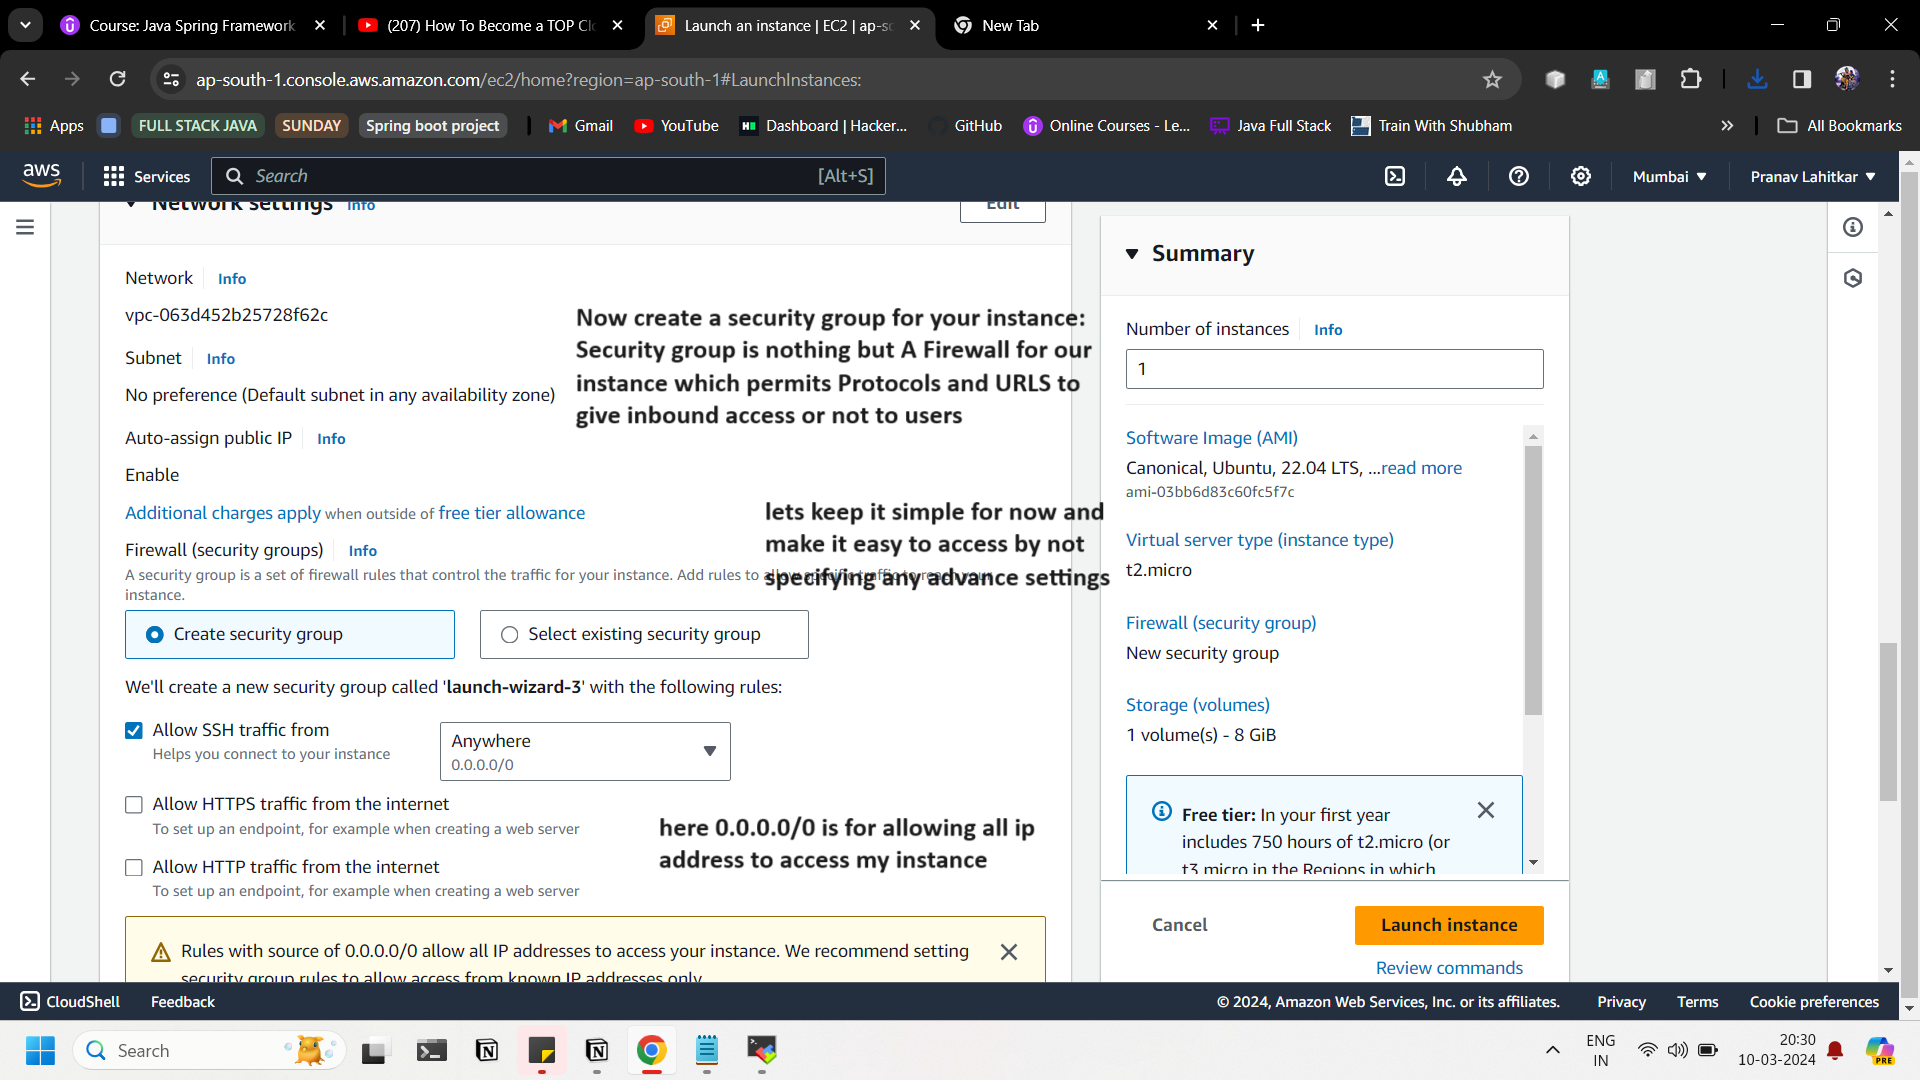 Course: Java Spring Framework
(207) How To Become a TOP Clo
Launch an instance | EC2 | ap-so
New Tab
ap-south-1.console.aws.amazon.com/ec2/home?region=ap-south-1#LaunchInstances:
Apps
FULL STACK JAVA
SUNDAY
Spring boot project
Gmail
YouTube
Dashboard | Hacker...
GitHub
Online Courses - Le...
Java Full Stack
Train With Shubham
All Bookmarks
aws
Services
Search
[Alt+S]
Mumbai
Pranav Lahitkar
Network settings Info
Edit
Network Info
vpc-063d452b25728f62c
Subnet Info
No preference (Default subnet in any availability zone)
Auto-assign public IP Info
Enable
Additional charges apply when outside of free tier allowance
Firewall (security groups) Info
A security group is a set of firewall rules that control the traffic for your instance. Add rules to allow specific traffic to reach your
instance.
Create security group
Select existing security group
We'll create a new security group called 'launch-wizard-3' with the following rules:
Allow SSH traffic from
Helps you connect to your instance
Anywhere
0.0.0.0/0
Allow HTTPS traffic from the internet
To set up an endpoint, for example when creating a web server
Allow HTTP traffic from the internet
To set up an endpoint, for example when creating a web server
Rules with source of 0.0.0.0/0 allow all IP addresses to access your instance. We recommend setting
security group rules to allow access from known IP addresses only.
Now create a security group for your instance:
Security group is nothing but A Firewall for our
instance which permits Protocols and URLS to
give inbound access or not to users
lets keep it simple for now and
make it easy to access by not
specifying any advance settings
here 0.0.0.0/0 is for allowing all ip
address to access my instance
Summary
Number of instances Info
1
Software Image (AMI)
Canonical, Ubuntu, 22.04 LTS, ...read more
ami-03bb6d83c60fc5f7c
Virtual server type (instance type)
t2.micro
Firewall (security group)
New security group
Storage (volumes)
1 volume(s) - 8 GiB
Free tier: In your first year
includes 750 hours of t2.micro (or
t3.micro in the Regions in which
Cancel
Launch instance
Review commands
CloudShell
Feedback
© 2024, Amazon Web Services, Inc. or its affiliates.
Privacy
Terms
Cookie preferences
Search
ENG
IN
20:30
10-03-2024
PRE